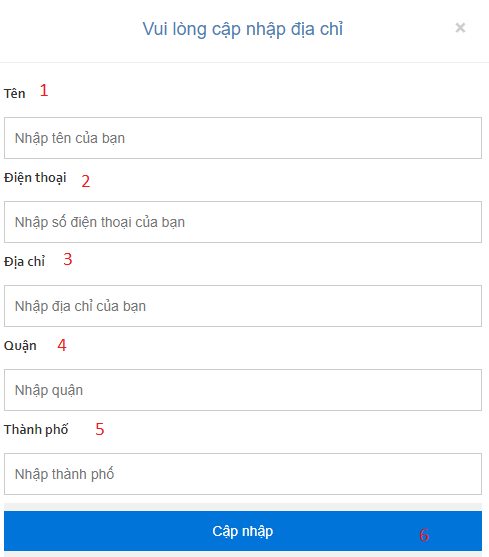 Vui lòng cập nhập địa chỉ ×
Tên 1
Nhập tên của bạn
Điện thoại 2
Nhập số điện thoại của bạn
Địa chỉ 3
Nhập địa chỉ của bạn
Quận 4
Nhập quận
Thành phố 5
Nhập thành phố
Cập nhập 6